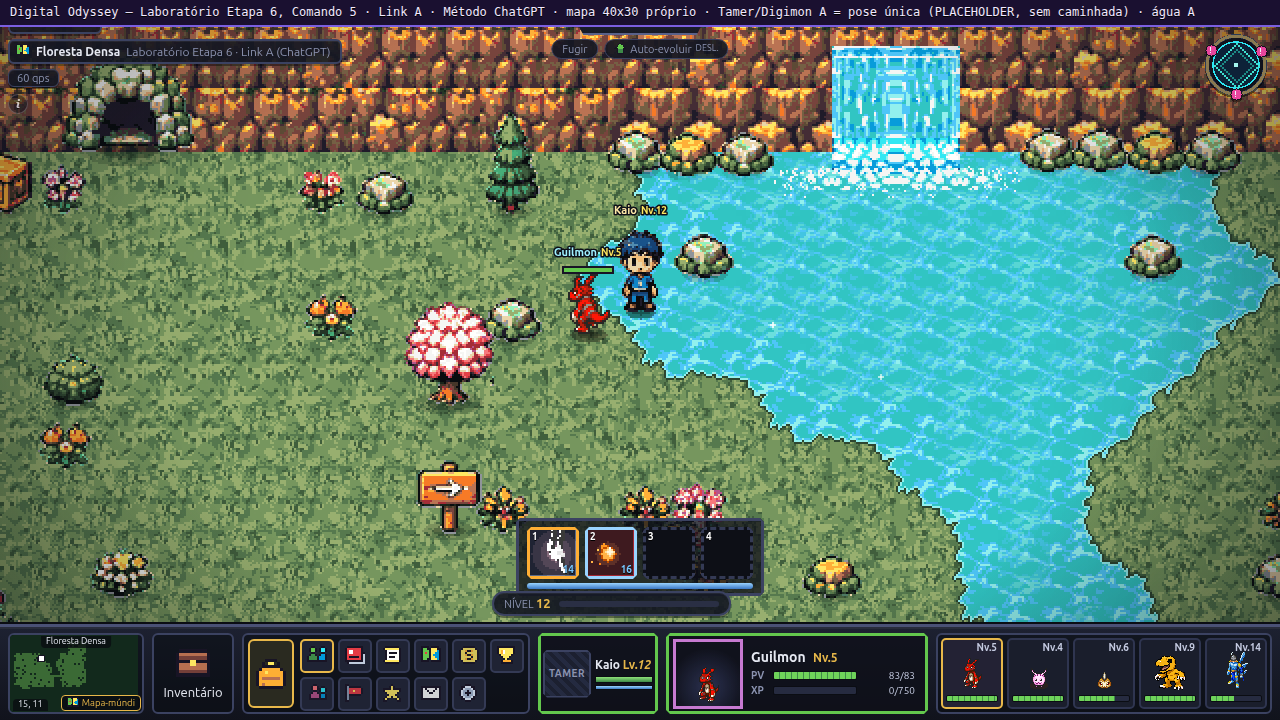 Digital Odyssey — Laboratório Etapa 6, Comando 5 · Link A · Método ChatGPT · mapa 40x30 próprio · Tamer/Digimon A = pose única (PLACEHOLDER, sem caminhada) · água A
Floresta Densa Laboratório Etapa 6 · Link A (ChatGPT)
Fugir
Auto-evoluir DESL.
60 qps
i
Kaio Nv.12
Guilmon Nv.5
1
14
2
16
3
4
NÍVEL 12
Floresta Densa
15, 11
Mapa-múndi
Inventário
TAMER
Kaio Lv.12
Guilmon Nv.5
PV 83/83
XP 0/750
Nv.5
Nv.4
Nv.6
Nv.9
Nv.14